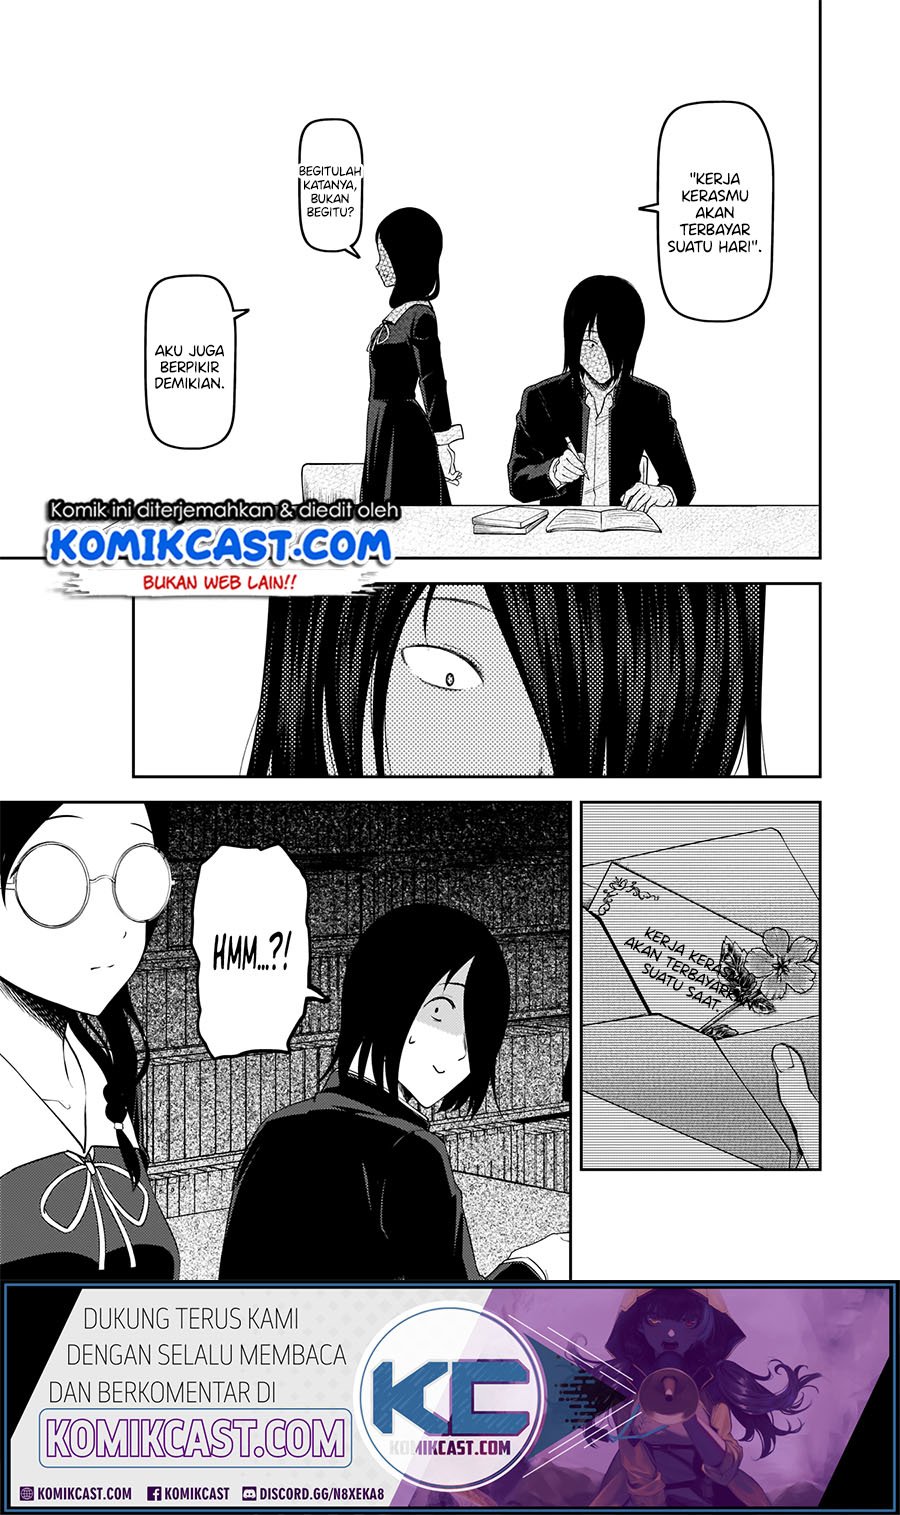 "KERJA
KERASMU
AKAN
TERBAYAR
SUATU HARI".
BEGITULAH
KATANYA,
BUKAN
BEGITU?
AKU JUGA
BERPIKIR
DEMIKIAN.
Komik ini diterjemahkan & diedit oleh
KOMIKCAST.COM
BUKAN WEB LAIN!!
KERJA KERASMU
AKAN TERBAYARKAN
SUATU SAAT.
HMM...?!
DUKUNG TERUS KAMI
DENGAN SELALU MEMBACA
DAN BERKOMENTAR DI
KOMIKCAST.COM
KOMIKCAST.COM
KOMIKCAST
DISCORD.GG/N8XEKA8
KC
KOMIKCAST.COM